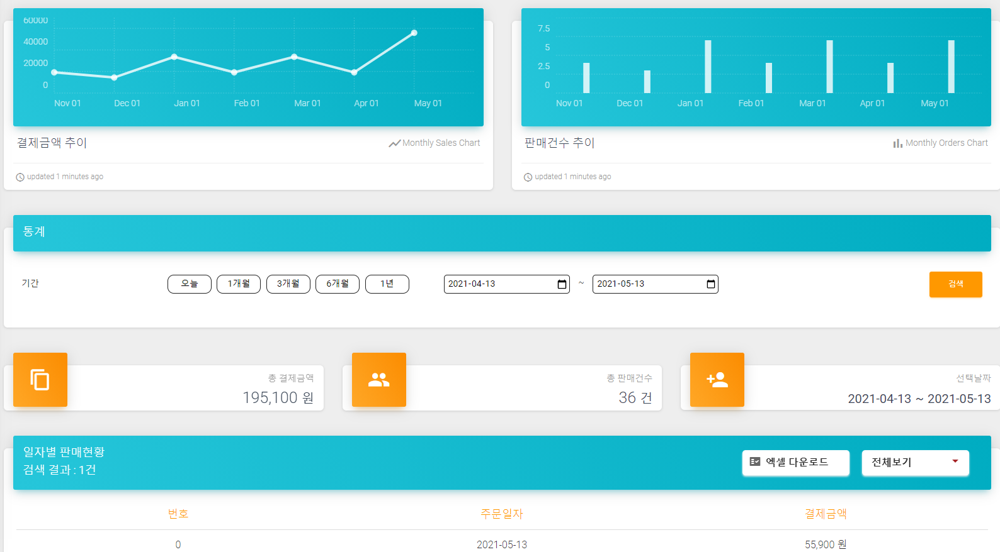 60000
40000
20000
0
Nov 01 Dec 01 Jan 01 Feb 01 Mar 01 Apr 01 May 01
결제금액 추이 Monthly Sales Chart
updated 1 minutes ago
7.5
5
2.5
0
Nov 01 Dec 01 Jan 01 Feb 01 Mar 01 Apr 01 May 01
판매건수 추이 Monthly Orders Chart
updated 1 minutes ago
통계
기간 오늘 1개월 3개월 6개월 1년 2021-04-13 ~ 2021-05-13 검색
총 결제금액
195,100 원
총 판매건수
36 건
선택날짜
2021-04-13 ~ 2021-05-13
일자별 판매현황
검색 결과 : 1건
엑셀 다운로드 전체보기
번호 주문일자 결제금액
0 2021-05-13 55,900 원